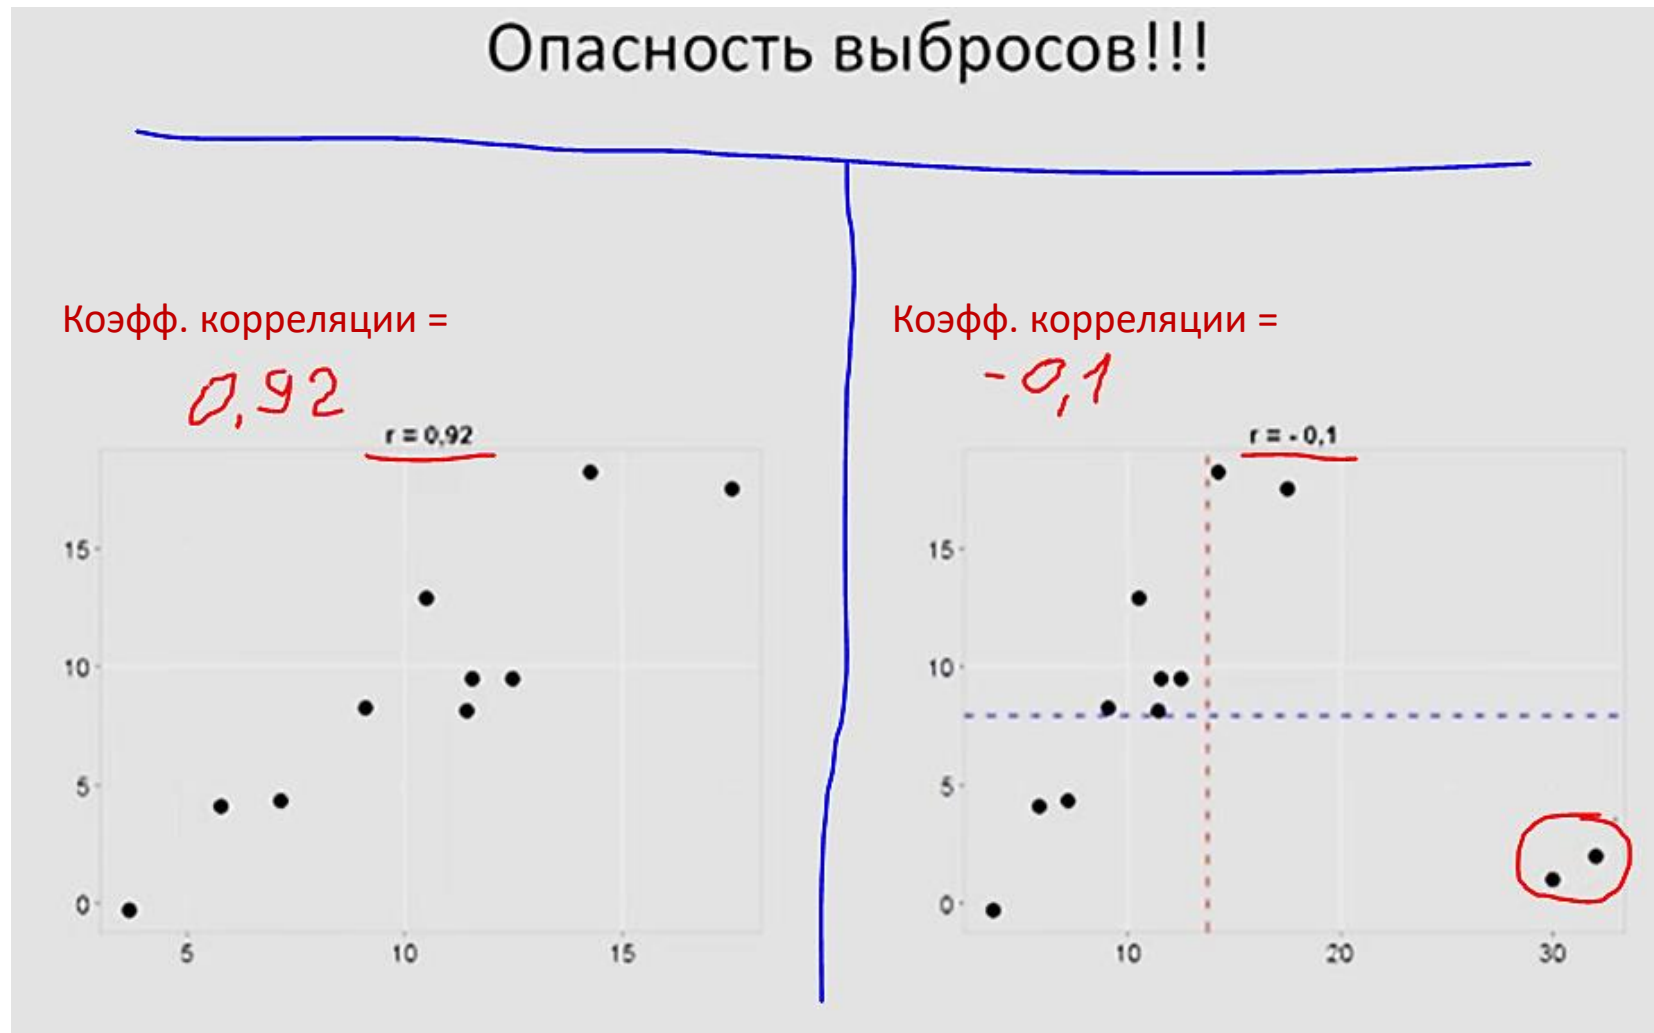 Опасность выбросов!!!
Коэфф. корреляции =
0,92
r = 0,92
15
10
5
0
5 10 15
Коэфф. корреляции =
-0,1
r = - 0,1
15
10
5
0
10 20 30